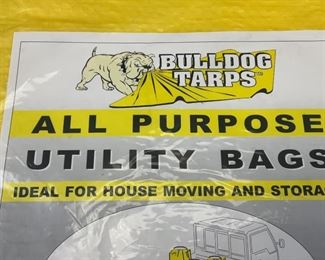 BULLDOG
TARPS
ALL PURPOSE
UTILITY BAGS
IDEAL FOR HOUSE MOVING AND STORA